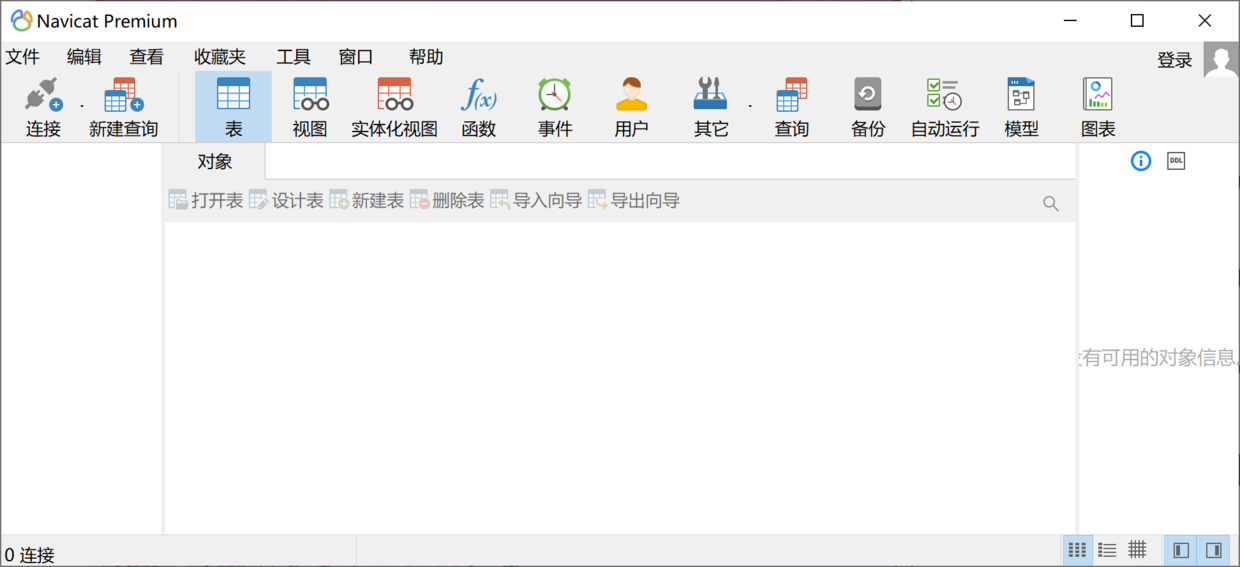 Navicat Premium
文件 编辑 查看 收藏夹 工具 窗口 帮助 登录
连接 新建查询 表 视图 实体化视图 函数 事件 用户 其它 查询 备份 自动运行 模型 图表
对象
DDL
打开表 设计表 新建表 删除表 导入向导 导出向导
有可用的对象信息。
0 连接